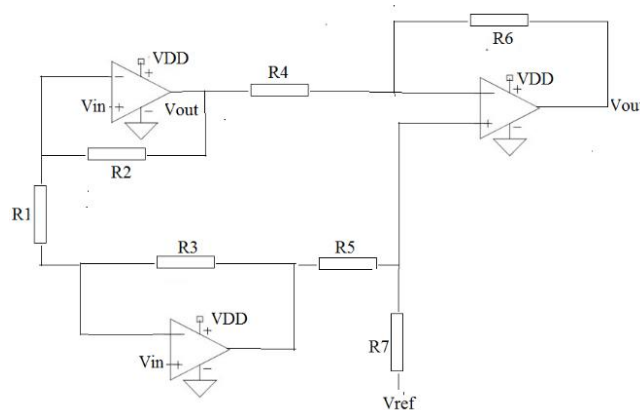 R6
VDD
R4
VDD
−
+
Vin
+
−
Vout
−
+
+
−
Vout
R2
R1
R3
R5
VDD
−
+
Vin
+
−
R7
Vref